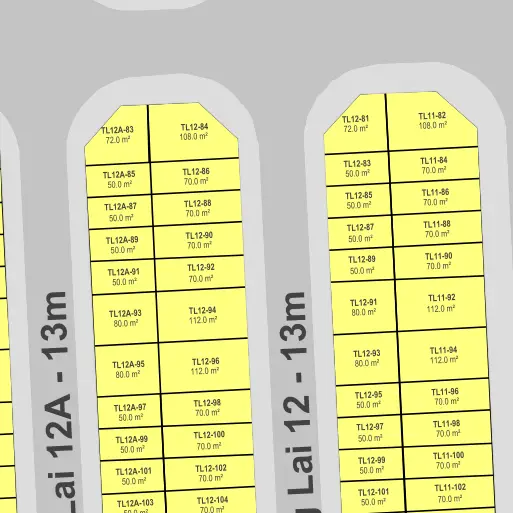 TL12A-83
72.0 m²
TL12-84
108.0 m²
TL12A-85
50.0 m²
TL12-86
70.0 m²
TL12A-87
50.0 m²
TL12-88
70.0 m²
TL12A-89
50.0 m²
TL12-90
70.0 m²
TL12A-91
50.0 m²
TL12-92
70.0 m²
TL12A-93
80.0 m²
TL12-94
112.0 m²
TL12A-95
80.0 m²
TL12-96
112.0 m²
TL12A-97
50.0 m²
TL12-98
70.0 m²
TL12A-99
50.0 m²
TL12-100
70.0 m²
TL12A-101
50.0 m²
TL12-102
70.0 m²
TL12A-103
50.0 m²
TL12-104
70.0 m²
TL12-81
72.0 m²
TL11-82
108.0 m²
TL12-83
50.0 m²
TL11-84
70.0 m²
TL12-85
50.0 m²
TL11-86
70.0 m²
TL12-87
50.0 m²
TL11-88
70.0 m²
TL12-89
50.0 m²
TL11-90
70.0 m²
TL12-91
80.0 m²
TL11-92
112.0 m²
TL12-93
80.0 m²
TL11-94
112.0 m²
TL12-95
50.0 m²
TL11-96
70.0 m²
TL12-97
50.0 m²
TL11-98
70.0 m²
TL12-99
50.0 m²
TL11-100
70.0 m²
TL12-101
50.0 m²
TL11-102
70.0 m²
Lai 12A - 13m
g Lai 12 - 13m